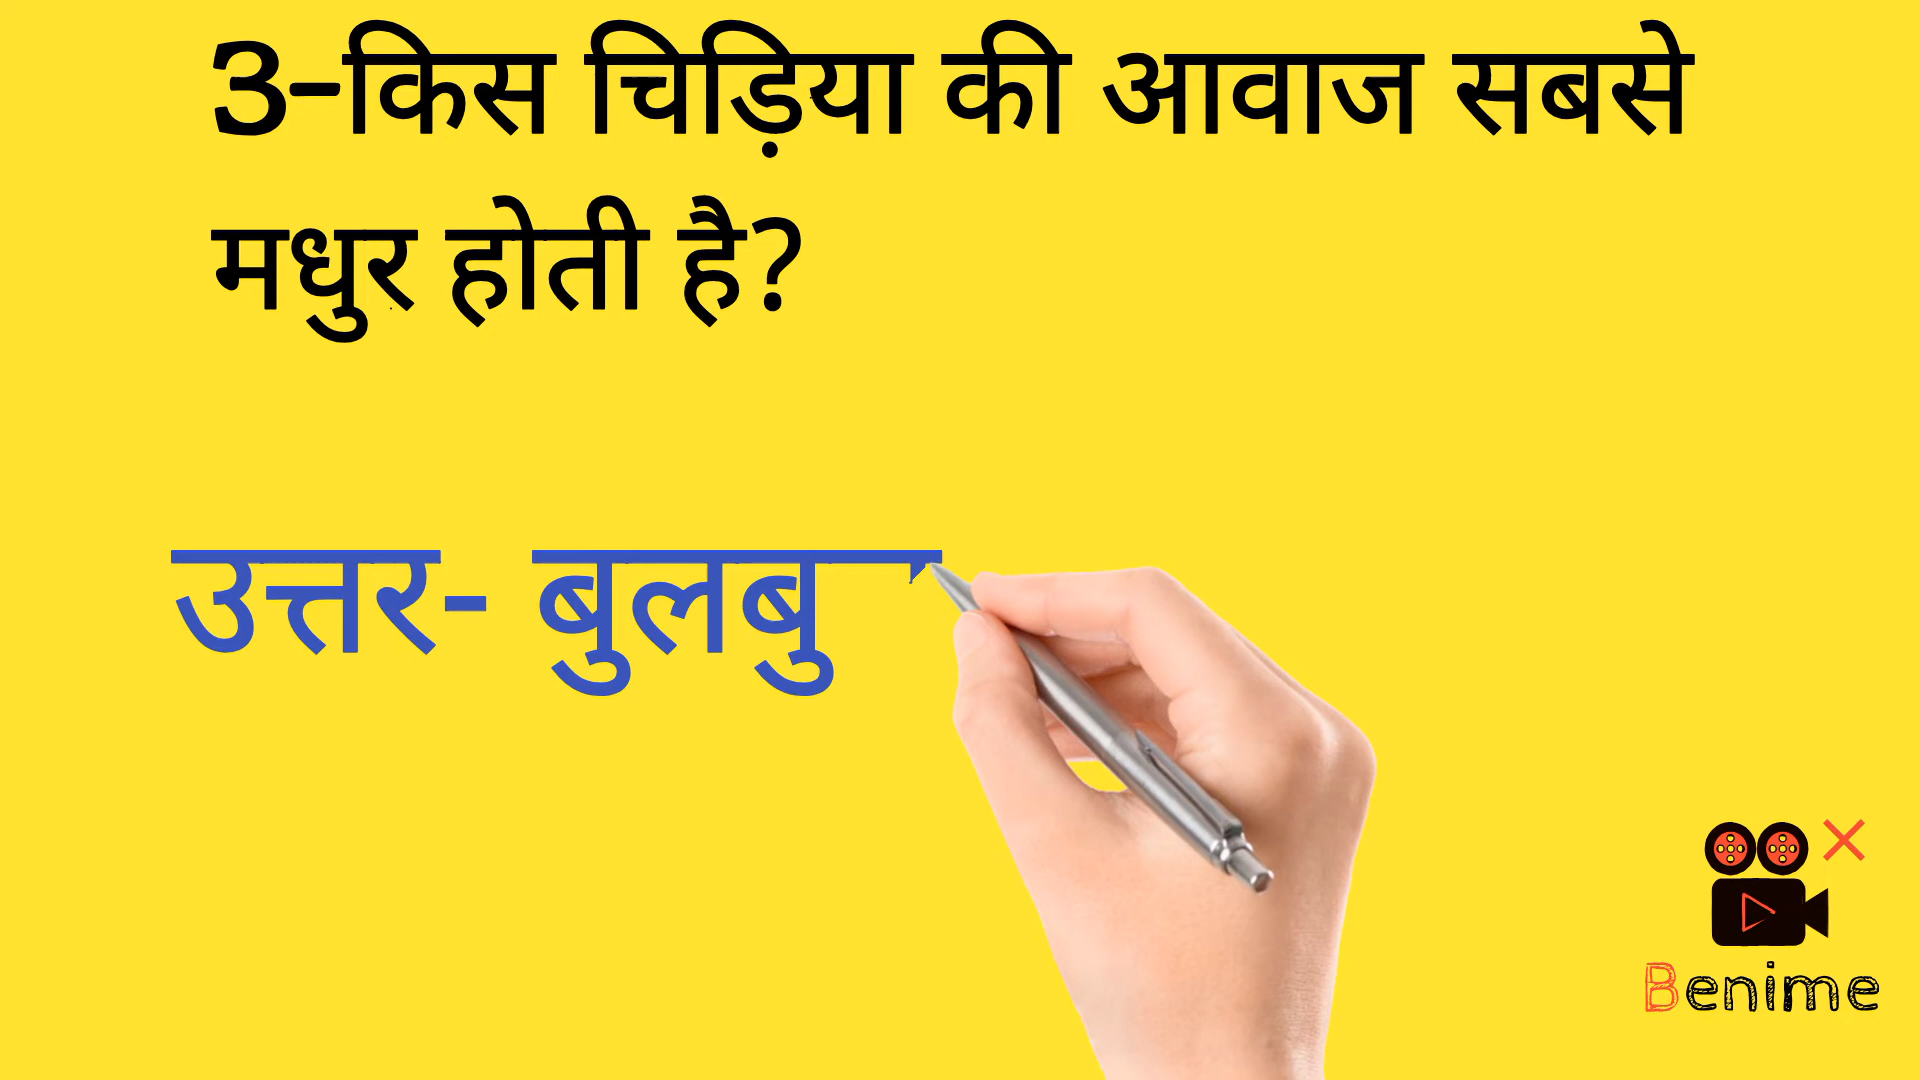 3-किस चिड़िया की आवाज सबसे
मधुर होती है?
उत्तर- बुलबु
Benime